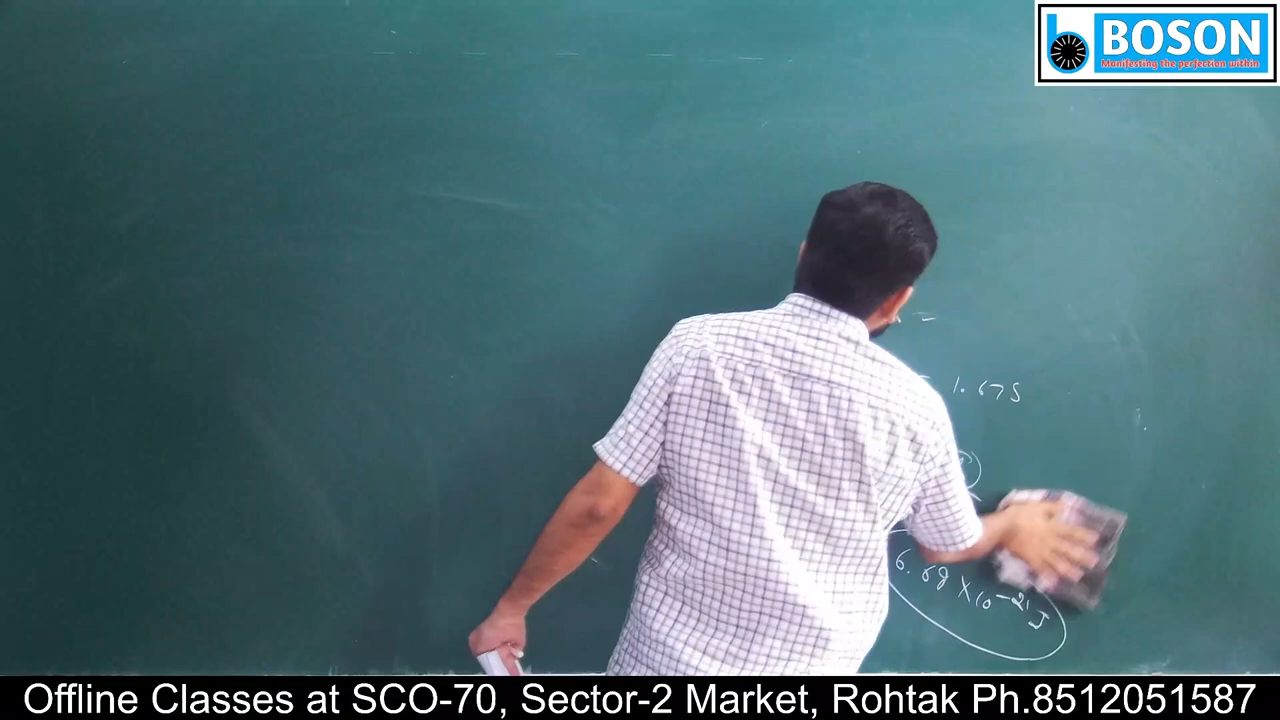 BOSON
Manifesting the perfection within
=
1.675
6.68 × 10⁻²¹ J
Offline Classes at SCO-70, Sector-2 Market, Rohtak Ph.8512051587